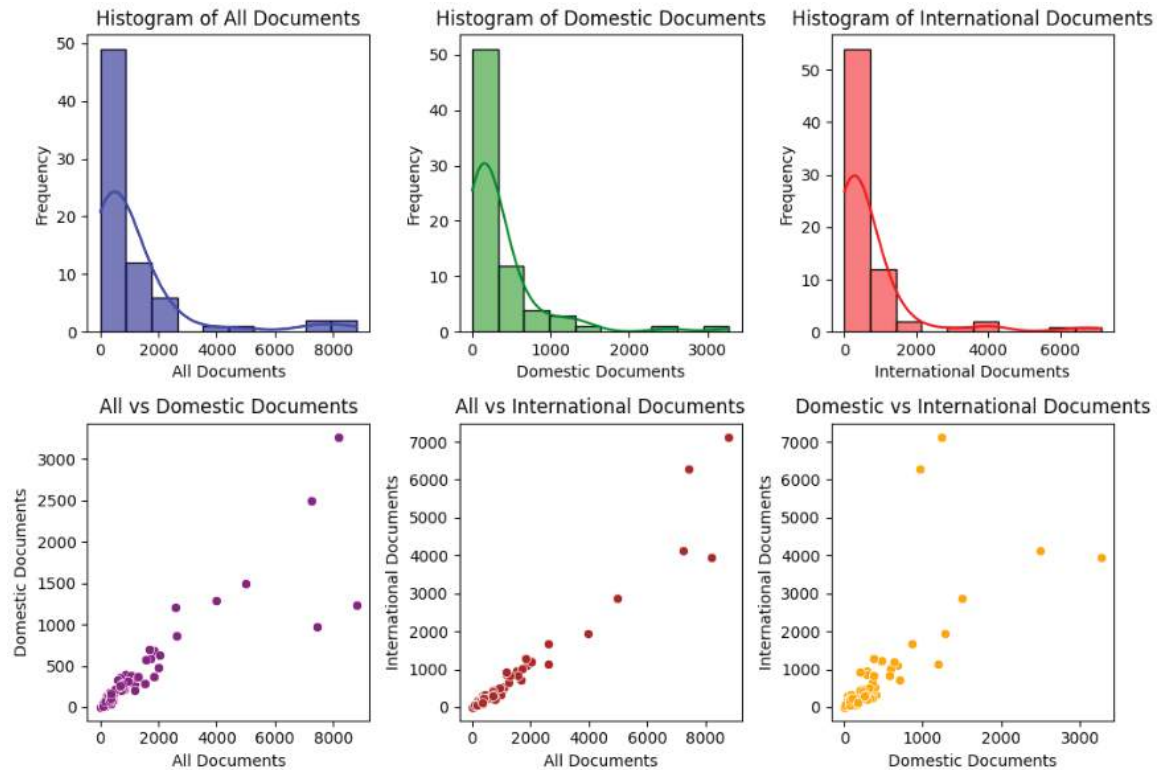 Histogram of All Documents
Histogram of Domestic Documents
Histogram of International Documents
50
40
30
20
10
0
Frequency
0 2000 4000 6000 8000
All Documents
50
40
30
20
10
0
Frequency
0 1000 2000 3000
Domestic Documents
50
40
30
20
10
0
Frequency
0 2000 4000 6000
International Documents
All vs Domestic Documents
All vs International Documents
Domestic vs International Documents
3000
2500
2000
1500
1000
500
0
Domestic Documents
0 2000 4000 6000 8000
All Documents
7000
6000
5000
4000
3000
2000
1000
0
International Documents
0 2000 4000 6000 8000
All Documents
7000
6000
5000
4000
3000
2000
1000
0
International Documents
0 1000 2000 3000
Domestic Documents